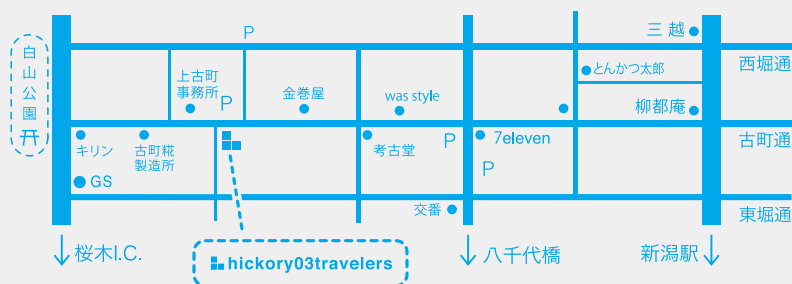 P
三越
白山公園
西堀通
とんかつ太郎
上古町
事務所
P
金巻屋
was style
柳都庵
古町通
キリン
古町糀
製造所
考古堂
P
7eleven
P
GS
交番
東堀通
桜木I.C.
八千代橋
新潟駅
hickory03travelers